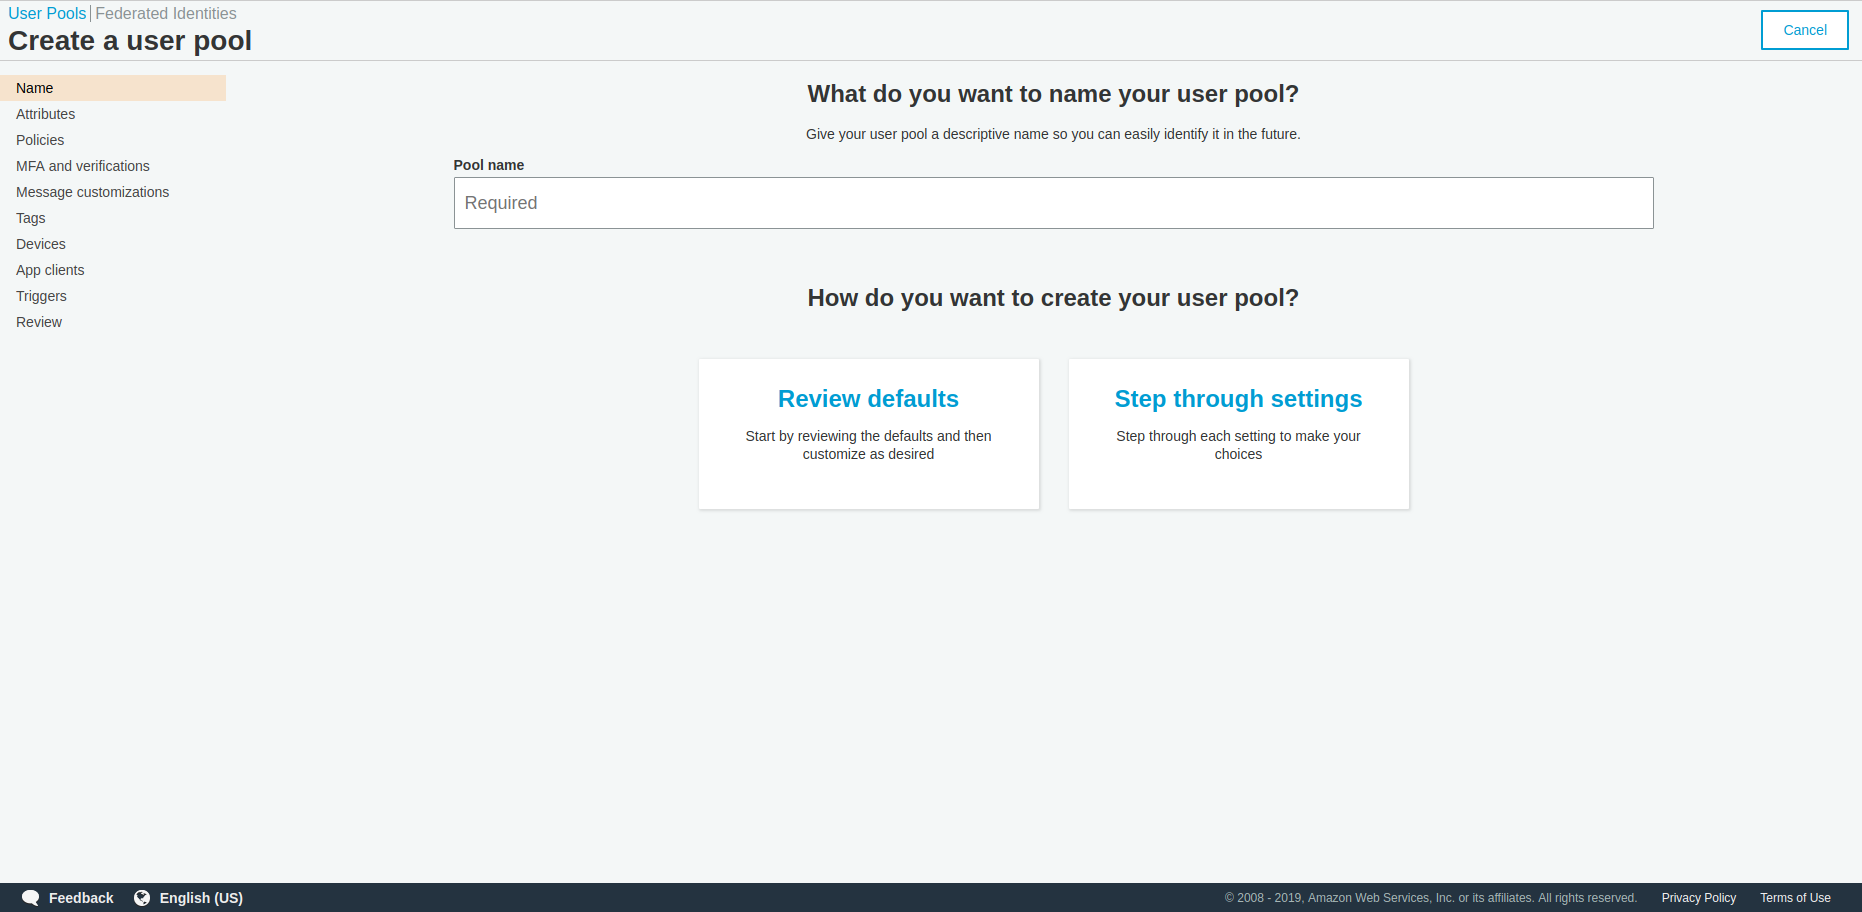 User Pools | Federated Identities
Create a user pool
Cancel
Name
Attributes
Policies
MFA and verifications
Message customizations
Tags
Devices
App clients
Triggers
Review
What do you want to name your user pool?
Give your user pool a descriptive name so you can easily identify it in the future.
Pool name
Required
How do you want to create your user pool?
Review defaults
Start by reviewing the defaults and then
customize as desired
Step through settings
Step through each setting to make your
choices
Feedback English (US) © 2008 - 2019, Amazon Web Services, Inc. or its affiliates. All rights reserved. Privacy Policy Terms of Use